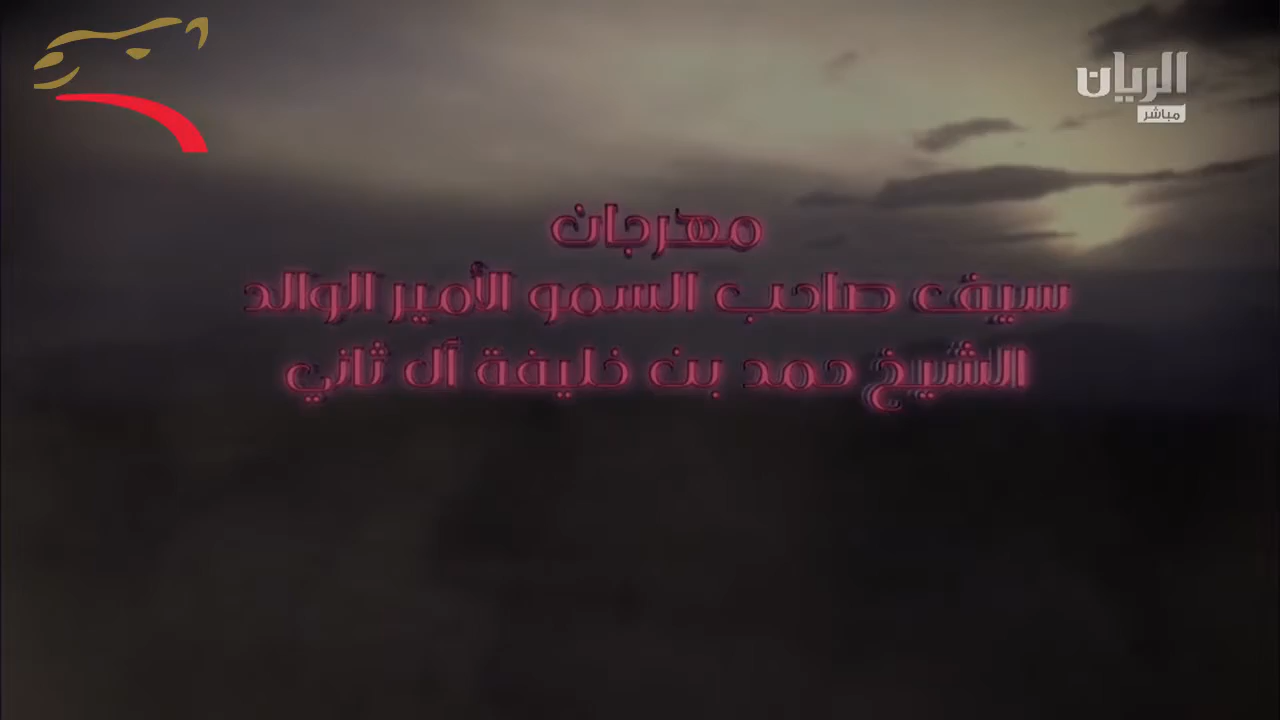 الريان
مباشر
مهرجان
سيف صاحب السمو الأمير الوالد
الشيخ حمد بن خليفة آل ثاني